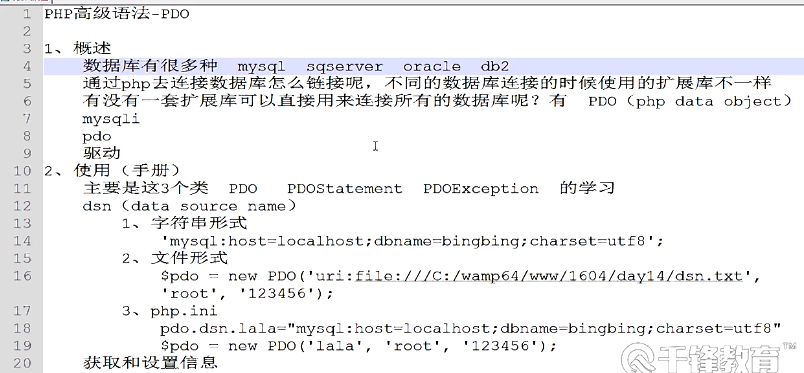 1 PHP高级语法-PDO
2
3 1、概述
4 数据库有很多种 mysql sqserver oracle db2
5 通过php去连接数据库怎么链接呢，不同的数据库连接的时候使用的扩展库不一样
6 有没有一套扩展库可以直接用来连接所有的数据库呢？有 PDO（php data object）
7 mysqli
8 pdo
9 驱动
10 2、使用（手册）
11 主要是这3个类 PDO PDOStatement PDOException 的学习
12 dsn（data source name）
13 1、字符串形式
14 'mysql:host=localhost;dbname=bingbing;charset=utf8';
15 2、文件形式
16 $pdo = new PDO('uri:file:///C:/wamp64/www/1604/day14/dsn.txt',
'root', '123456');
17 3、php.ini
18 pdo.dsn.lala="mysql:host=localhost;dbname=bingbing;charset=utf8"
19 $pdo = new PDO('lala', 'root', '123456');
20 获取和设置信息
千锋教育™